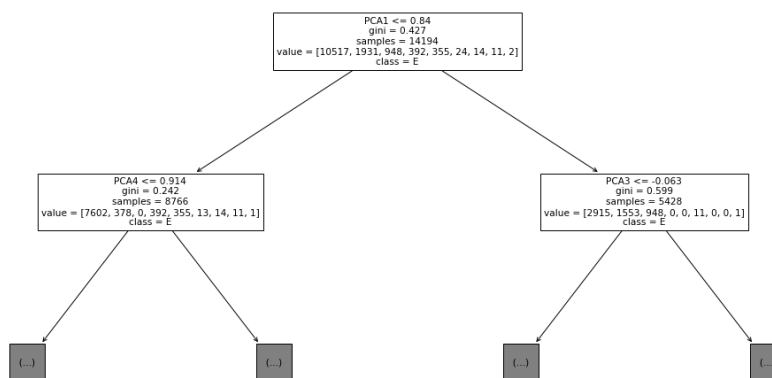 PCA1 <= 0.84
gini = 0.427
samples = 14194
value = [10517, 1931, 948, 392, 355, 24, 14, 11, 2]
class = E
PCA4 <= 0.914
gini = 0.242
samples = 8766
value = [7602, 378, 0, 392, 355, 13, 14, 11, 1]
class = E
PCA3 <= -0.063
gini = 0.599
samples = 5428
value = [2915, 1553, 948, 0, 0, 11, 0, 0, 1]
class = E
(...)
(...)
(...)
(...)